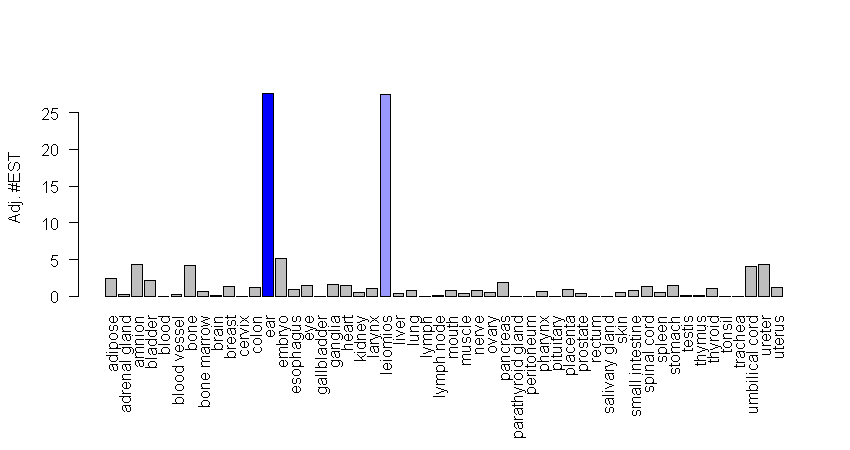 Adj. #EST
25
20
15
10
5
0
adipose
adrenal gland
amnion
bladder
blood
blood vessel
bone
bone marrow
brain
breast
cervix
colon
ear
embryo
esophagus
eye
gallbladder
ganglia
heart
kidney
larynx
leiomios
liver
lung
lymph
lymph node
mouth
muscle
nerve
ovary
pancreas
parathyroid gland
peritoneum
pharynx
pituitary
placenta
prostate
rectum
salivary gland
skin
small intestine
spinal cord
spleen
stomach
testis
thymus
thyroid
tonsil
trachea
umbilical cord
ureter
uterus